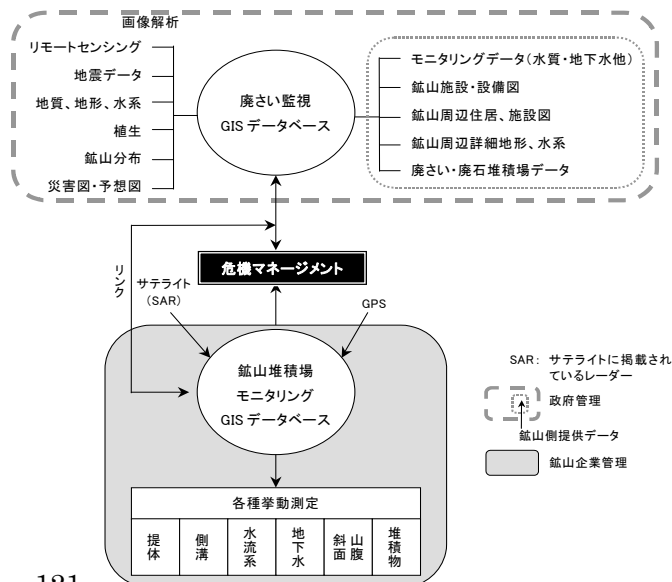 画像解析
リモートセンシング
地震データ
地質、地形、水系
植生
鉱山分布
災害図・予想図
廃さい監視
GIS データベース
モニタリングデータ（水質・地下水他）
鉱山施設・設備図
鉱山周辺住居、施設図
鉱山周辺詳細地形、水系
廃さい・廃石堆積場データ
危機マネージメント
リンク
サテライト
（SAR）
GPS
鉱山堆積場
モニタリング
GIS データベース
各種挙動測定
提体
側溝
水流系
地下水
山腹斜面
堆積物
SAR： サテライトに掲載され
ているレーダー
政府管理
鉱山側提供データ
鉱山企業管理